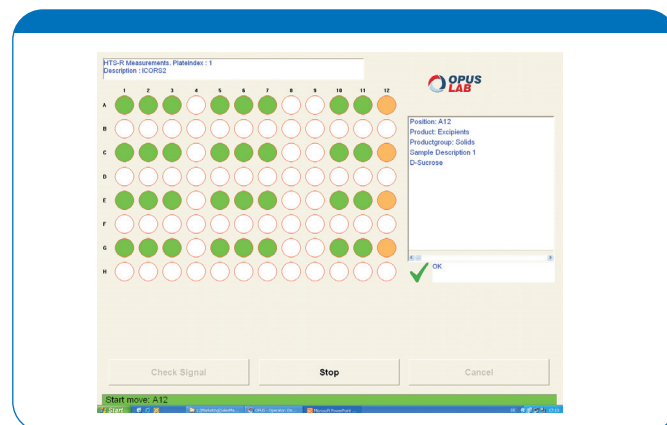 HTS-R Measurements. Plateindex : 1
Description : ICORS2
OPUS
LAB
1 2 3 4 5 6 7 8 9 10 11 12
A
B
C
D
E
F
G
H
Position: A12
Product: Excipients
Productgroup: Solids
Sample Description 1
D-Sucrose
OK
Check Signal
Stop
Cancel
Start move: A12
Start
Microsoft PowerPoint ...